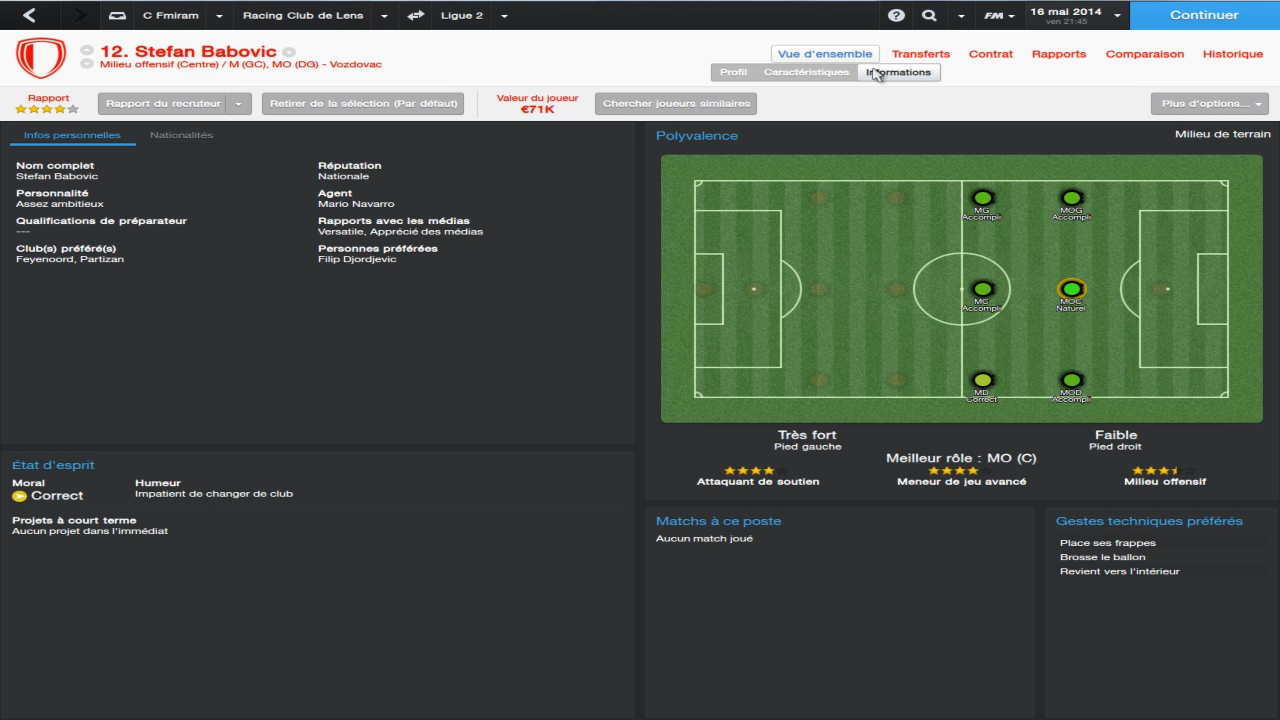 C Fmiram
Racing Club de Lens
Ligue 2
?
FM
16 mai 2014
ven 21:45
Continuer
12. Stefan Babovic
Milieu offensif (Centre) / M (GC), MO (DG) - Vozdovac
Vue d'ensemble
Transferts
Contrat
Rapports
Comparaison
Historique
Profil
Caractéristiques
Informations
Rapport
Rapport du recruteur
Retirer de la sélection (Par défaut)
Valeur du joueur
€71K
Chercher joueurs similaires
Plus d'options...
Infos personnelles
Nationalités
Nom complet
Stefan Babovic
Réputation
Nationale
Personnalité
Assez ambitieux
Agent
Mario Navarro
Qualifications de préparateur
---
Rapports avec les médias
Versatile, Apprécié des médias
Club(s) préféré(s)
Feyenoord, Partizan
Personnes préférées
Filip Djordjevic
Polyvalence
Milieu de terrain
MG
Accompli
MOG
Accompli
MC
Accompli
MOC
Naturel
MD
Correct
MOD
Accompli
Très fort
Pied gauche
Faible
Pied droit
Meilleur rôle : MO (C)
Attaquant de soutien
Meneur de jeu avancé
Milieu offensif
État d'esprit
Moral
Correct
Humeur
Impatient de changer de club
Projets à court terme
Aucun projet dans l'immédiat
Matchs à ce poste
Aucun match joué
Gestes techniques préférés
Place ses frappes
Brosse le ballon
Revient vers l'intérieur